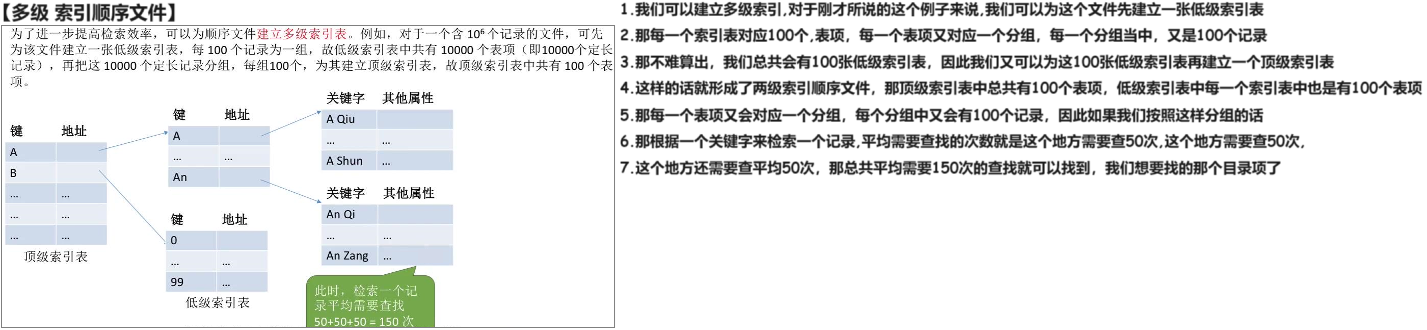 【多级 索引顺序文件】
为了进一步提高检索效率，可以为顺序文件建立多级索引表。例如，对于一个含 10⁶ 个记录的文件，可先
为该文件建立一张低级索引表，每 100 个记录为一组，故低级索引表中共有 10000 个表项（即10000个定长
记录），再把这 10000 个定长记录分组，每组100个，为其建立顶级索引表，故顶级索引表中共有 100 个表
项。
键 地址
A
B
... ...
... ...
... ...
顶级索引表
键 地址
A
... ...
An
键 地址
0
... ...
99 ...
低级索引表
关键字 其他属性
A Qiu
... ...
A Shun ...
关键字 其他属性
An Qi
... ...
An Zang ...
此时，检索一个记
录平均需要查找
50+50+50 = 150 次
1.我们可以建立多级索引,对于刚才所说的这个例子来说,我们可以为这个文件先建立一张低级索引表
2.那每一个索引表对应100个,表项，每一个表又对应一个分组，每一个分组当中，又是100个记录
3.那不难算出，我们总共会有100张低级索引表，因此我们又可以为这100张低级索引表再建立一个顶级索引表
4.这样的话就形成了两级索引顺序文件，那顶级索引表中总共有100个表项，低级索引表中每一个索引表中也是有100个表项
5.那每一个表项又会对应一个分组，每个分组中又会有100个记录，因此如果我们按照这样分组的话
6.那根据一个关键字来检索一个记录,平均需要查找的次数就是这个地方需要查50次,这个地方需要查50次,
7.这个地方还需要查平均50次，那总共平均需要150次的查找就可以找到，我们想要找的那个目录项了